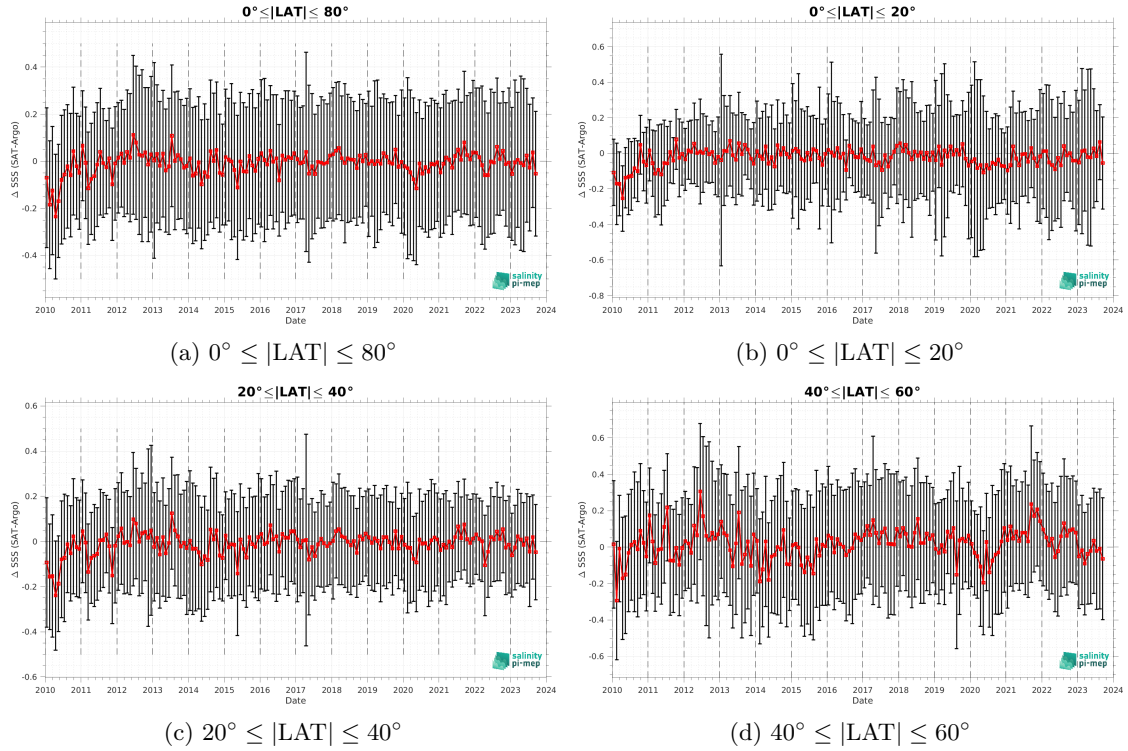 0°≤|LAT|≤ 80°
Δ SSS (SAT-Argo)
0.4
0.2
0
-0.2
-0.4
2010 2011 2012 2013 2014 2015 2016 2017 2018 2019 2020 2021 2022 2023 2024
Date
salinity
pi-mep
(a) 0° ≤ |LAT| ≤ 80°
0°≤|LAT|≤ 20°
Δ SSS (SAT-Argo)
0.6
0.4
0.2
0
-0.2
-0.4
-0.6
-0.8
2010 2011 2012 2013 2014 2015 2016 2017 2018 2019 2020 2021 2022 2023 2024
Date
salinity
pi-mep
(b) 0° ≤ |LAT| ≤ 20°
20°≤|LAT|≤ 40°
Δ SSS (SAT-Argo)
0.6
0.4
0.2
0
-0.2
-0.4
-0.6
2010 2011 2012 2013 2014 2015 2016 2017 2018 2019 2020 2021 2022 2023 2024
Date
salinity
pi-mep
(c) 20° ≤ |LAT| ≤ 40°
40°≤|LAT|≤ 60°
Δ SSS (SAT-Argo)
0.6
0.4
0.2
0
-0.2
-0.4
-0.6
2010 2011 2012 2013 2014 2015 2016 2017 2018 2019 2020 2021 2022 2023 2024
Date
salinity
pi-mep
(d) 40° ≤ |LAT| ≤ 60°